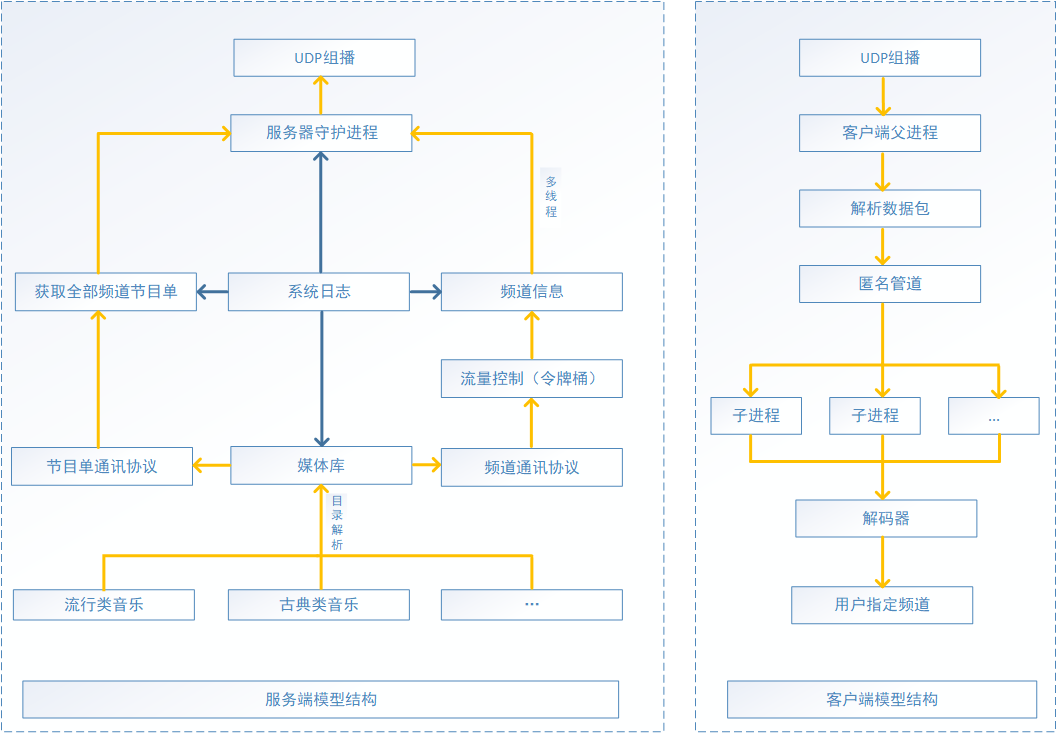 UDP组播
服务器守护进程
多线程
获取全部频道节目单
系统日志
频道信息
流量控制（令牌桶）
节目单通讯协议
媒体库
频道通讯协议
目录解析
流行类音乐
古典类音乐
...
服务端模型结构
UDP组播
客户端父进程
解析数据包
匿名管道
子进程
子进程
...
解码器
用户指定频道
客户端模型结构